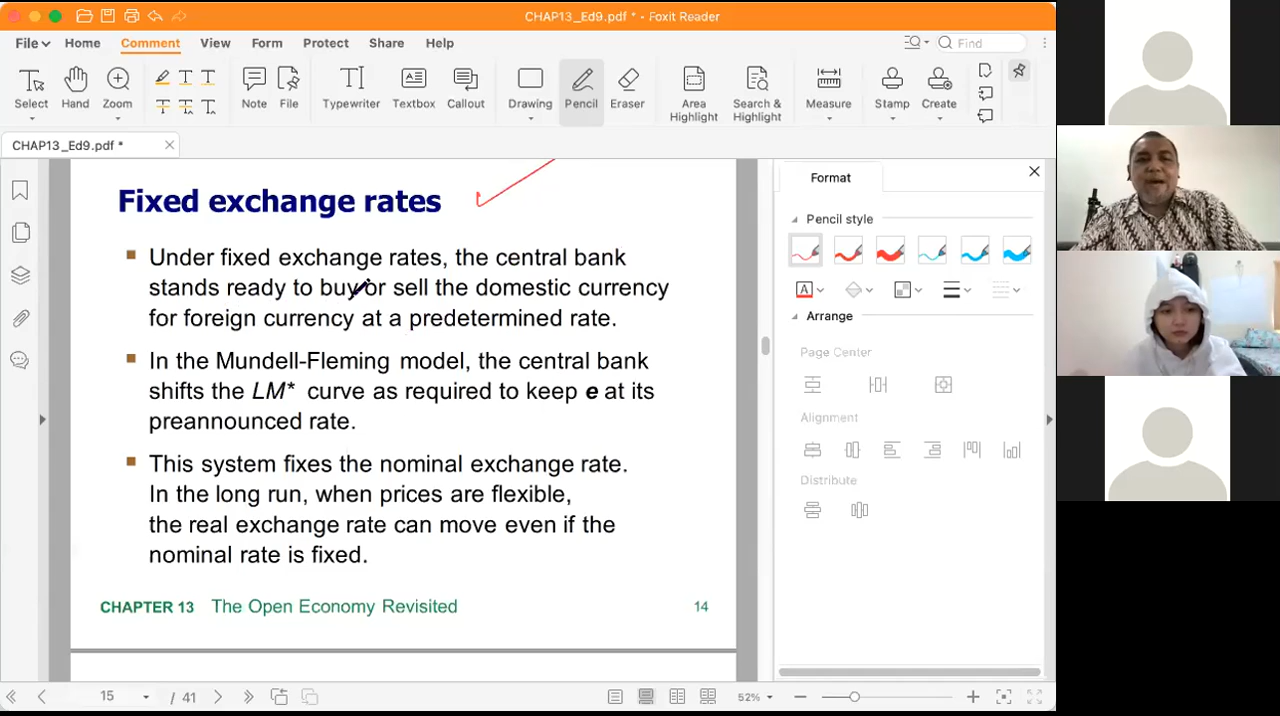 CHAP13_Ed9.pdf * - Foxit Reader
File Home Comment View Form Protect Share Help
Find
Select Hand Zoom Note File Typewriter Textbox Callout Drawing Pencil Eraser Area Highlight Search & Highlight Measure Stamp Create
CHAP13_Ed9.pdf *
Fixed exchange rates
Under fixed exchange rates, the central bank
stands ready to buy or sell the domestic currency
for foreign currency at a predetermined rate.
In the Mundell-Fleming model, the central bank
shifts the LM* curve as required to keep e at its
preannounced rate.
This system fixes the nominal exchange rate.
In the long run, when prices are flexible,
the real exchange rate can move even if the
nominal rate is fixed.
CHAPTER 13 The Open Economy Revisited 14
Format
Pencil style
A
Arrange
Page Center
Alignment
Distribute
15 / 41
52%